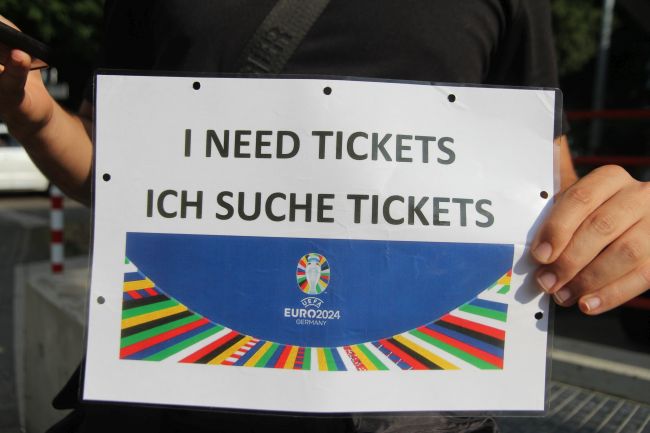 I NEED TICKETS
ICH SUCHE TICKETS
UEFA
EURO2024
GERMANY